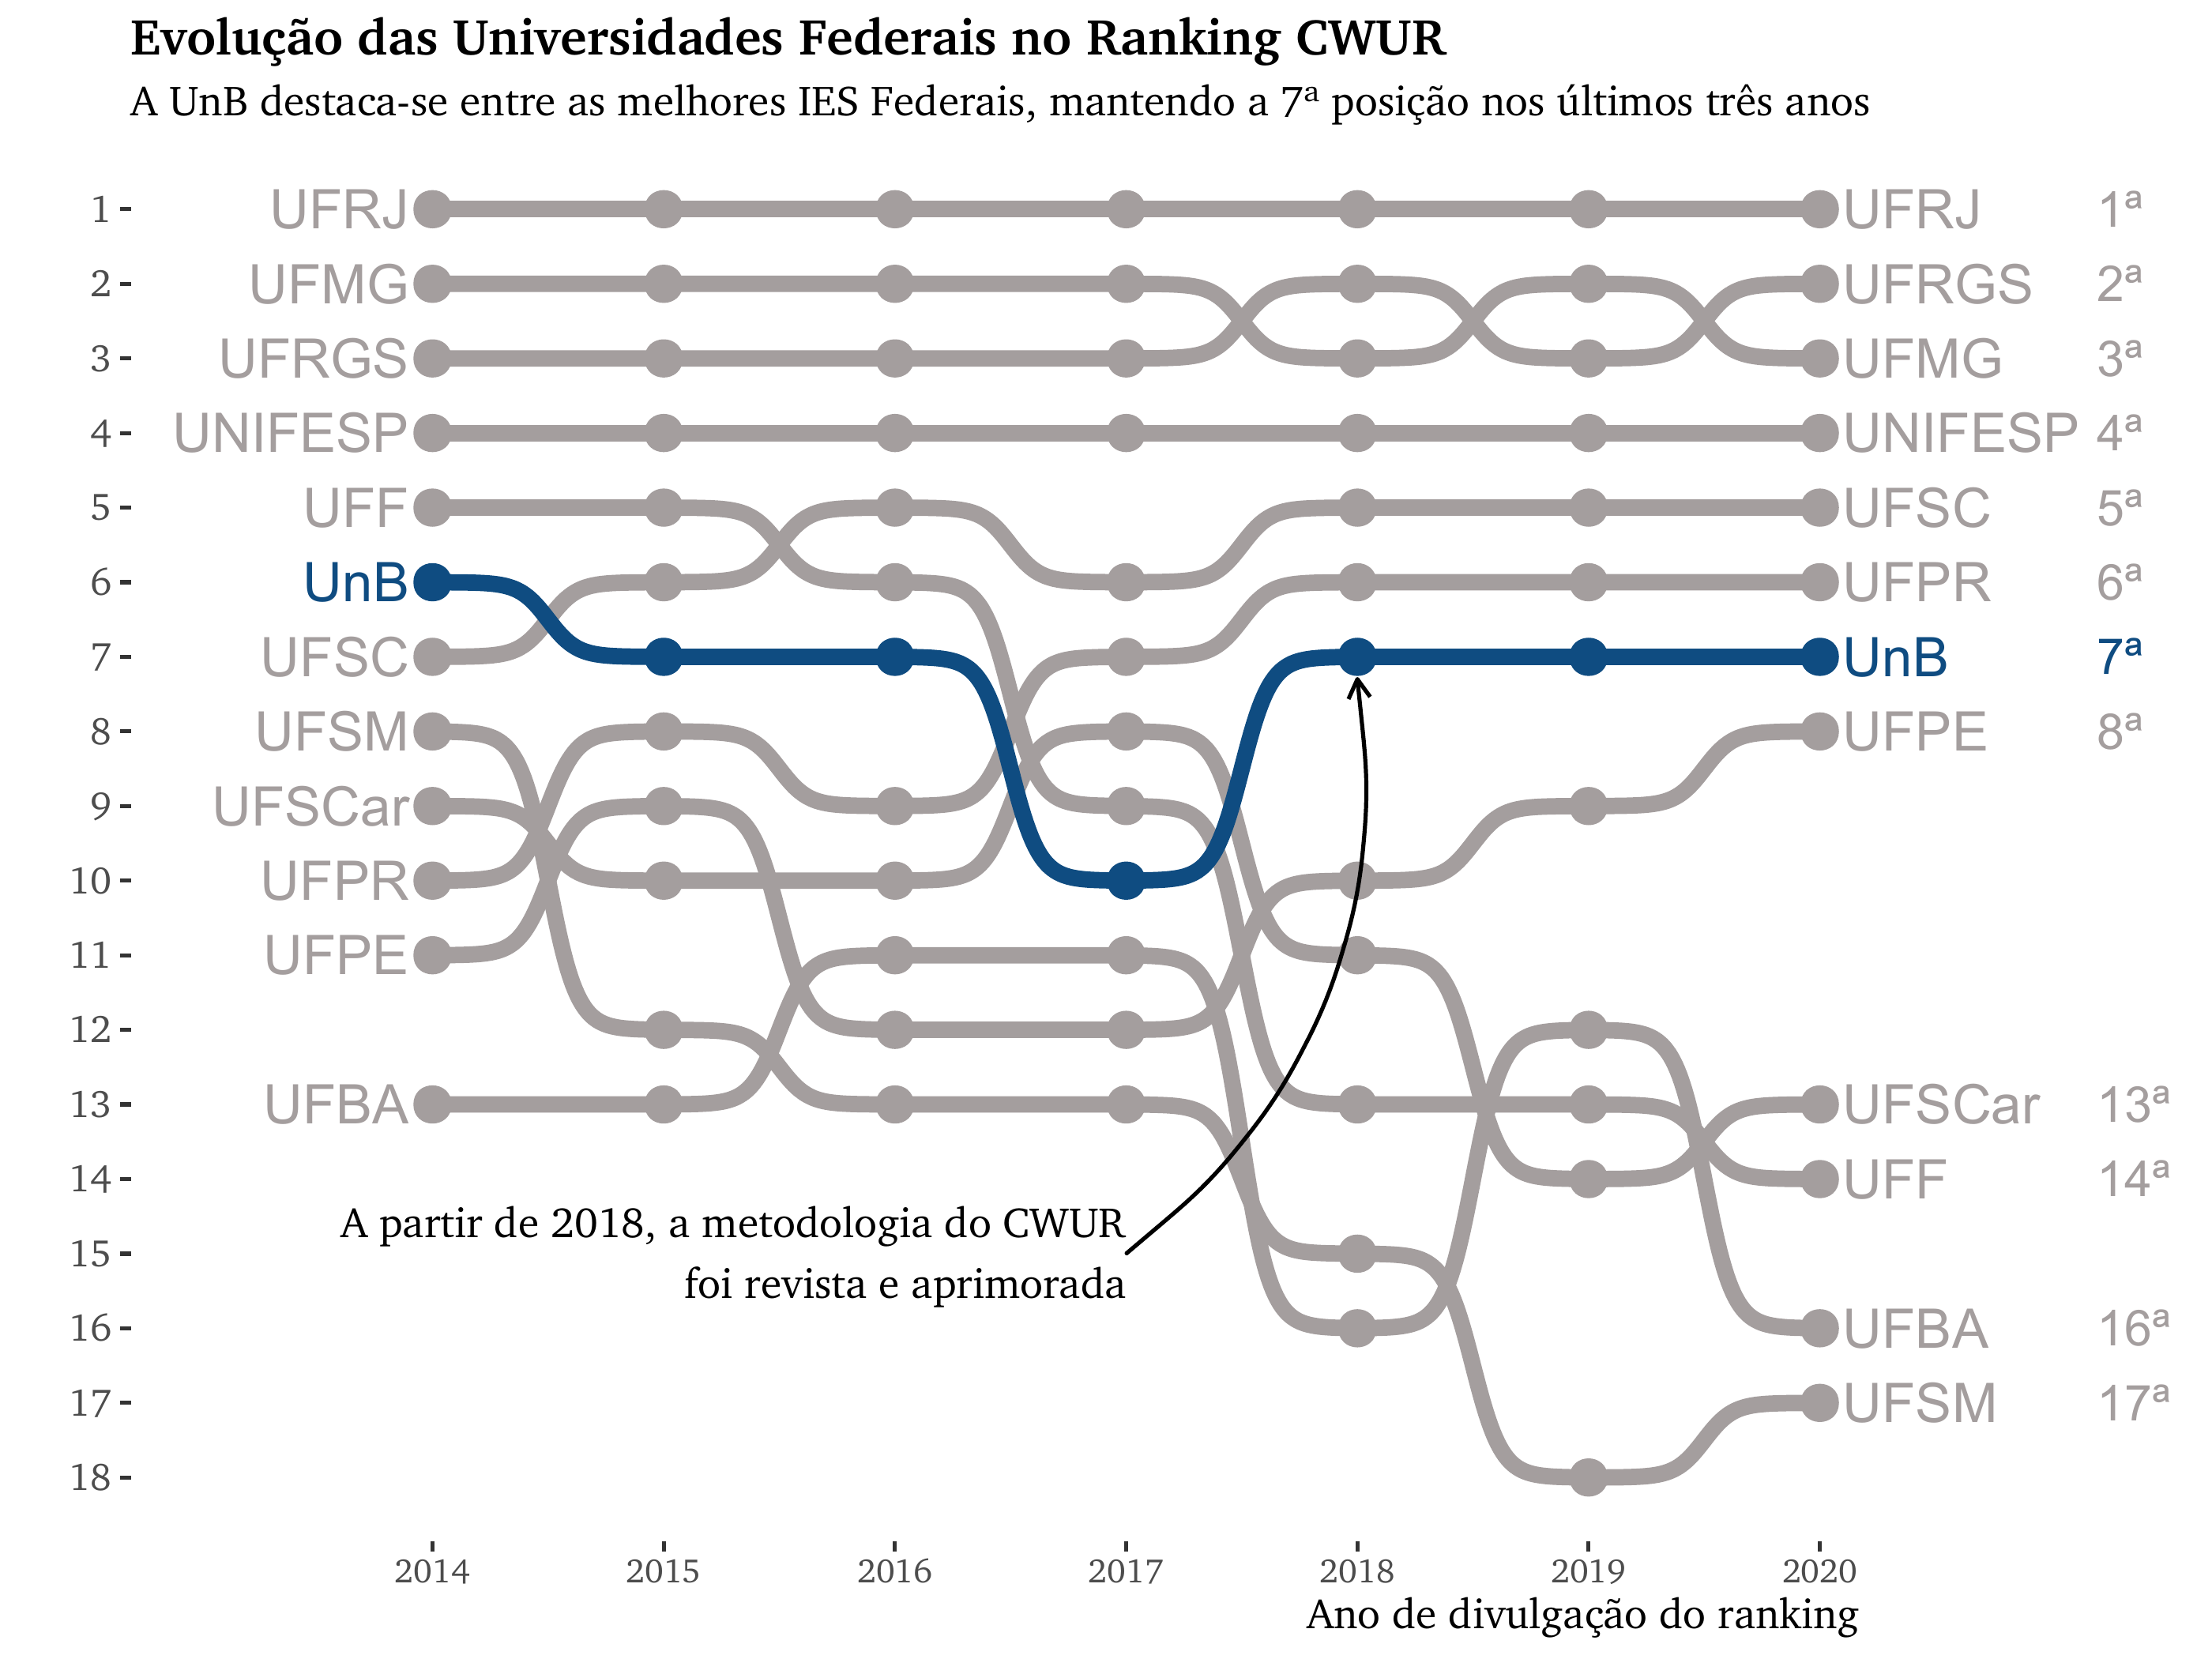 Evolução das Universidades Federais no Ranking CWUR
A UnB destaca-se entre as melhores IES Federais, mantendo a 7ª posição nos últimos três anos
1 UFRJ UFRJ 1ª
2 UFMG UFRGS 2ª
3 UFRGS UFMG 3ª
4 UNIFESP UNIFESP 4ª
5 UFF UFSC 5ª
6 UnB UFPR 6ª
7 UFSC UnB 7ª
8 UFSM UFPE 8ª
9 UFSCar
10 UFPR
11 UFPE
12
13 UFBA UFSCar 13ª
14 UFF 14ª
A partir de 2018, a metodologia do CWUR
15
foi revista e aprimorada
16 UFBA 16ª
17 UFSM 17ª
18
2014 2015 2016 2017 2018 2019 2020
Ano de divulgação do ranking